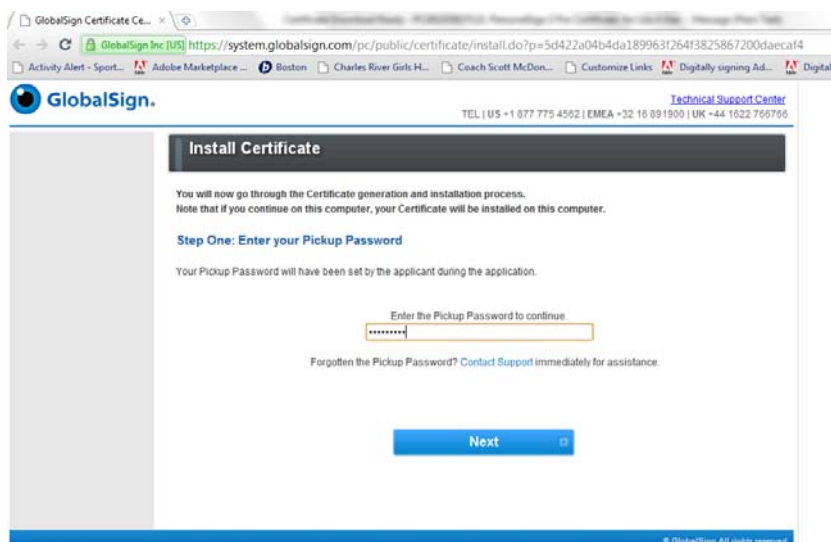 GlobalSign Certificate Ce...
GlobalSign Inc [US] https://system.globalsign.com/pc/public/certificate/install.do?p=5d422a04b4da189963f264f3825867200daecaf4
Activity Alert - Sport... Adobe Marketplace ... Boston Charles River Girls H... Coach Scott McDon... Customize Links Digitally signing Ad... Digital
GlobalSign.
Technical Support Center
TEL | US +1 877 775 4562 | EMEA +32 16 891900 | UK +44 1622 766766
Install Certificate
You will now go through the Certificate generation and installation process.
Note that if you continue on this computer, your Certificate will be installed on this computer.
Step One: Enter your Pickup Password
Your Pickup Password will have been set by the applicant during the application.
Enter the Pickup Password to continue.
•••••••••
Forgotten the Pickup Password? Contact Support immediately for assistance.
Next
© GlobalSign All rights reserved